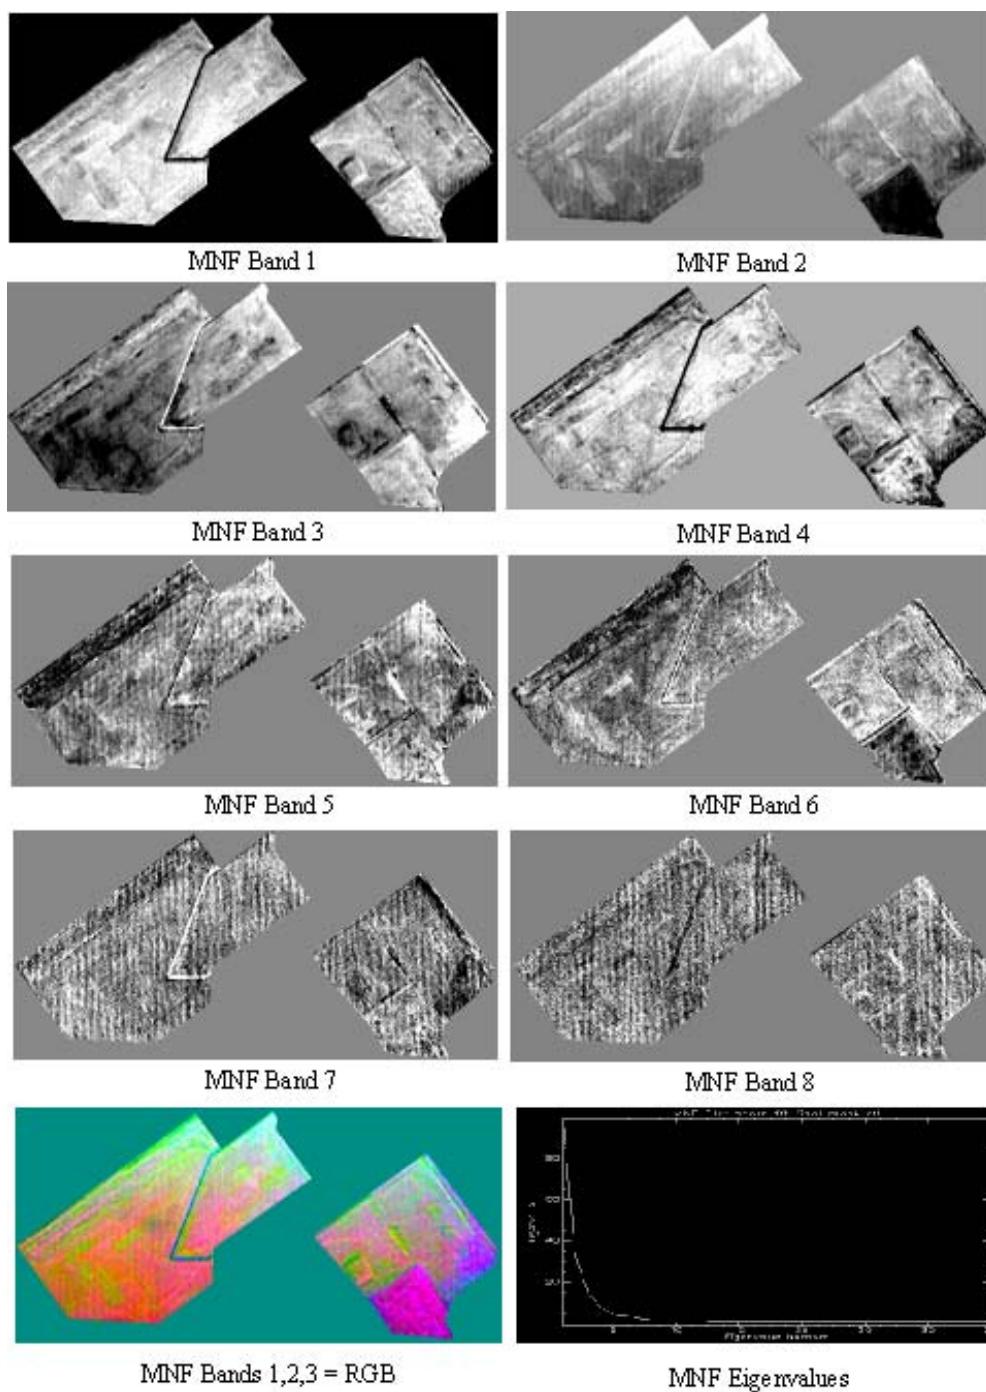 MNF Band 1
MNF Band 2
MNF Band 3
MNF Band 4
MNF Band 5
MNF Band 6
MNF Band 7
MNF Band 8
MNF Bands 1,2,3 = RGB
MNF Eigenvalues